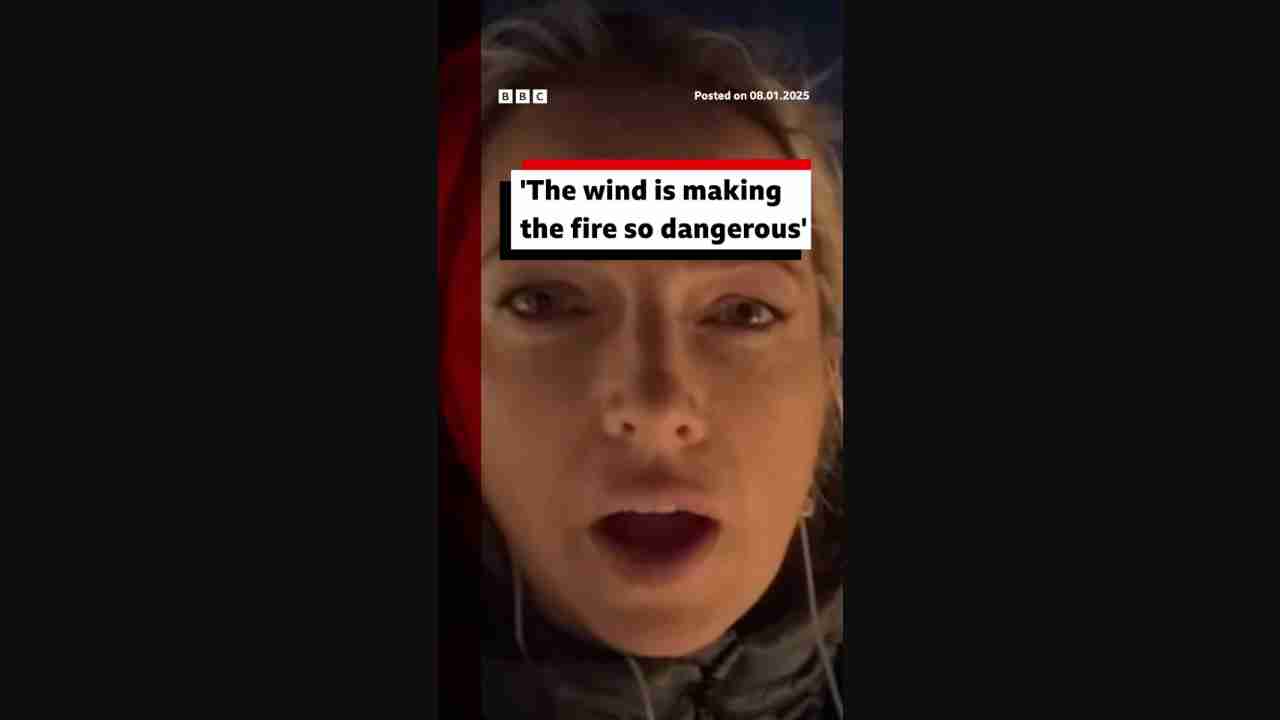 BBC
Posted on 08.01.2025
'The wind is making
the fire so dangerous'